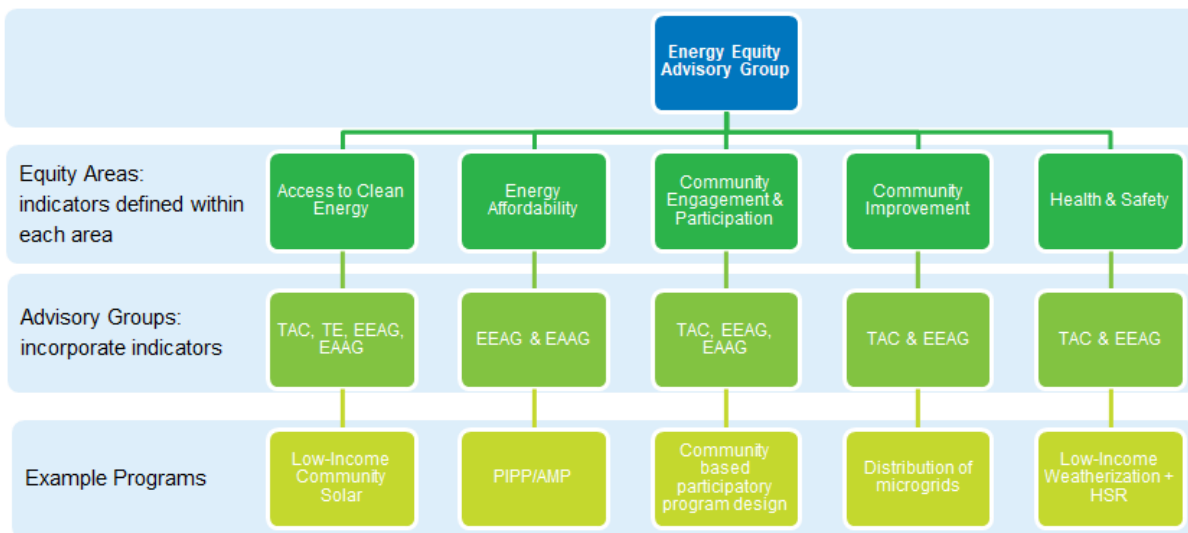 Energy Equity
Advisory Group
Equity Areas:
indicators defined within
each area
Access to Clean
Energy
Energy
Affordability
Community
Engagement &
Participation
Community
Improvement
Health & Safety
Advisory Groups:
incorporate indicators
TAC, TE, EEAG,
EAAG
EEAG & EAAG
TAC, EEAG,
EAAG
TAC & EEAG
TAC & EEAG
Example Programs
Low-Income
Community
Solar
PIPP/AMP
Community
based
participatory
program design
Distribution of
microgrids
Low-Income
Weatherization +
HSR